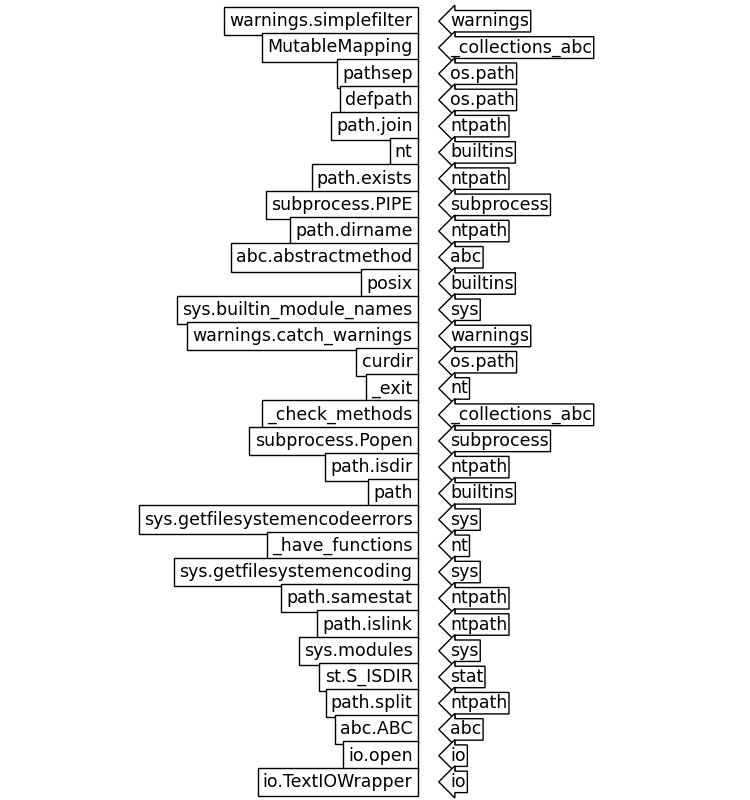 warnings.simplefilter warnings
MutableMapping _collections_abc
pathsep os.path
defpath os.path
path.join ntpath
nt builtins
path.exists ntpath
subprocess.PIPE subprocess
path.dirname ntpath
abc.abstractmethod abc
posix builtins
sys.builtin_module_names sys
warnings.catch_warnings warnings
curdir os.path
_exit nt
_check_methods _collections_abc
subprocess.Popen subprocess
path.isdir ntpath
path builtins
sys.getfilesystemencodeerrors sys
_have_functions nt
sys.getfilesystemencoding sys
path.samestat ntpath
path.islink ntpath
sys.modules sys
st.S_ISDIR stat
path.split ntpath
abc.ABC abc
io.open io
io.TextIOWrapper io